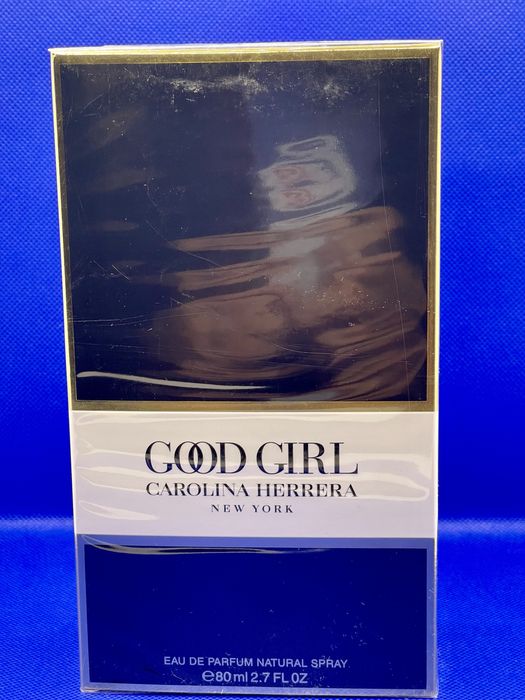 GOOD GIRL
CAROLINA HERRERA
NEW YORK
EAU DE PARFUM NATURAL SPRAY
℮80ml 2.7 FL OZ